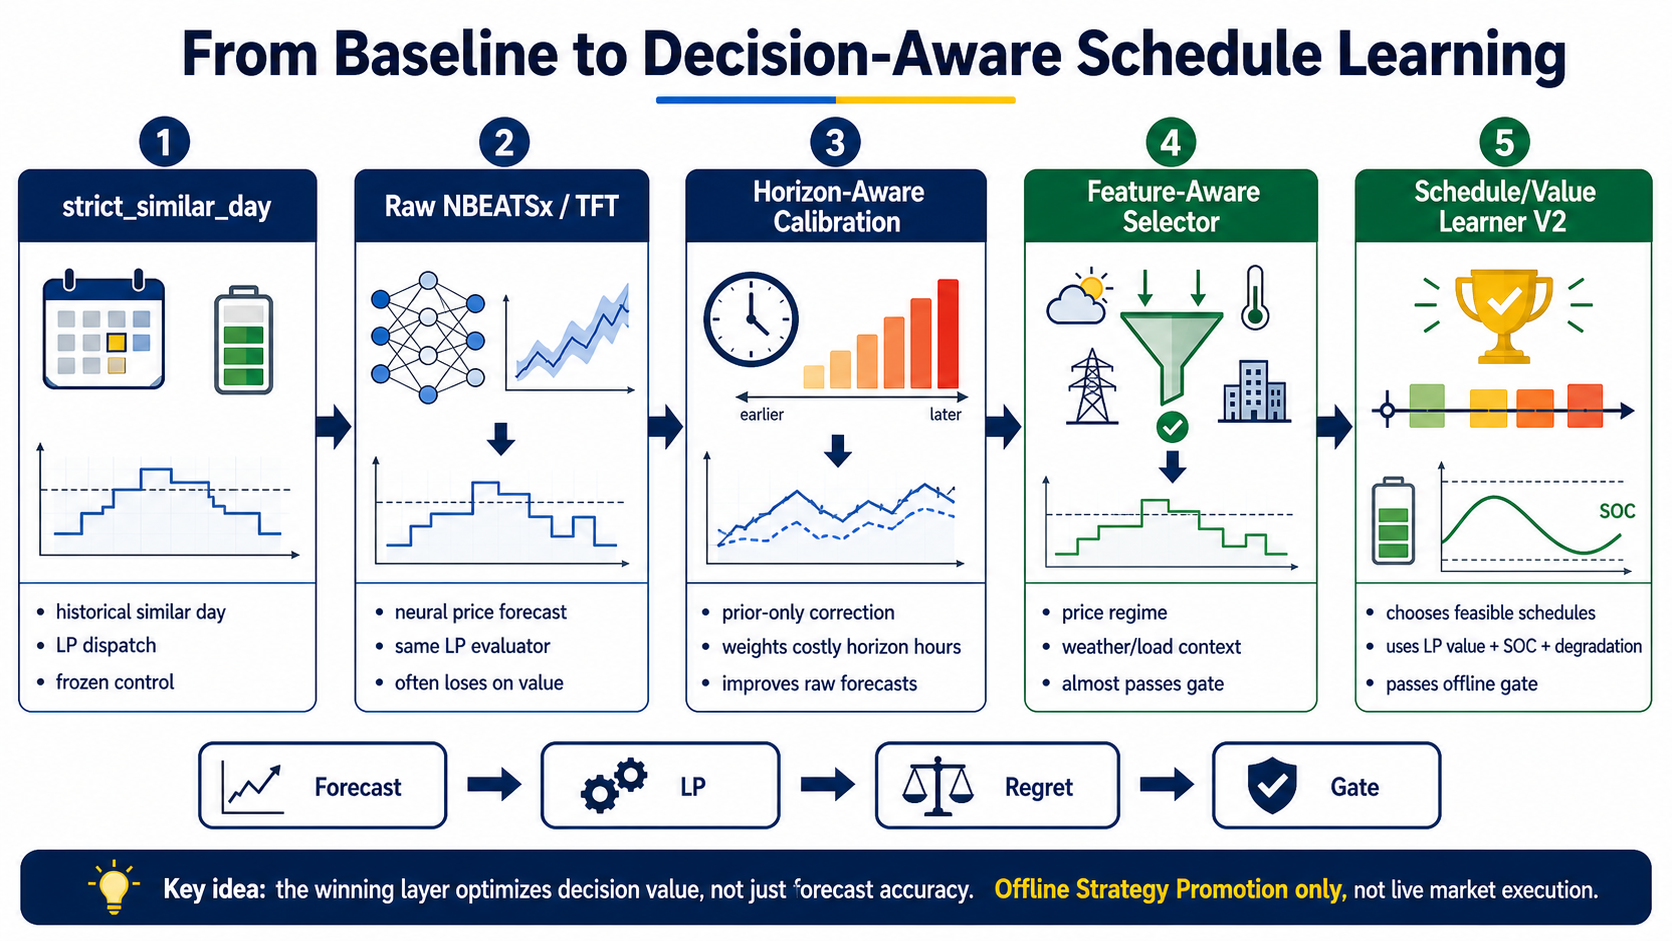 From Baseline to Decision-Aware Schedule Learning
1
strict_similar_day
• historical similar day
• LP dispatch
• frozen control
2
Raw NBEATSx / TFT
• neural price forecast
• same LP evaluator
• often loses on value
3
Horizon-Aware
Calibration
earlier
later
• prior-only correction
• weights costly horizon hours
• improves raw forecasts
4
Feature-Aware
Selector
• price regime
• weather/load context
• almost passes gate
5
Schedule/Value
Learner V2
SOC
• chooses feasible schedules
• uses LP value + SOC + degradation
• passes offline gate
Forecast
LP
Regret
Gate
Key idea: the winning layer optimizes decision value, not just forecast accuracy. Offline Strategy Promotion only, not live market execution.